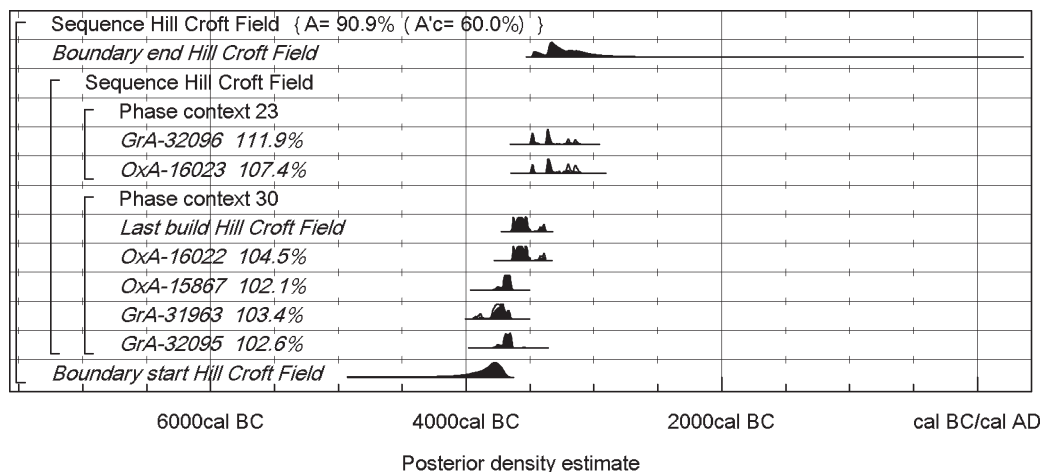 Sequence Hill Croft Field { A= 90.9% ( A'c= 60.0% ) }
Boundary end Hill Croft Field
Sequence Hill Croft Field
Phase context 23
GrA-32096 111.9%
OxA-16023 107.4%
Phase context 30
Last build Hill Croft Field
OxA-16022 104.5%
OxA-15867 102.1%
GrA-31963 103.4%
GrA-32095 102.6%
Boundary start Hill Croft Field
6000cal BC 4000cal BC 2000cal BC cal BC/cal AD
Posterior density estimate